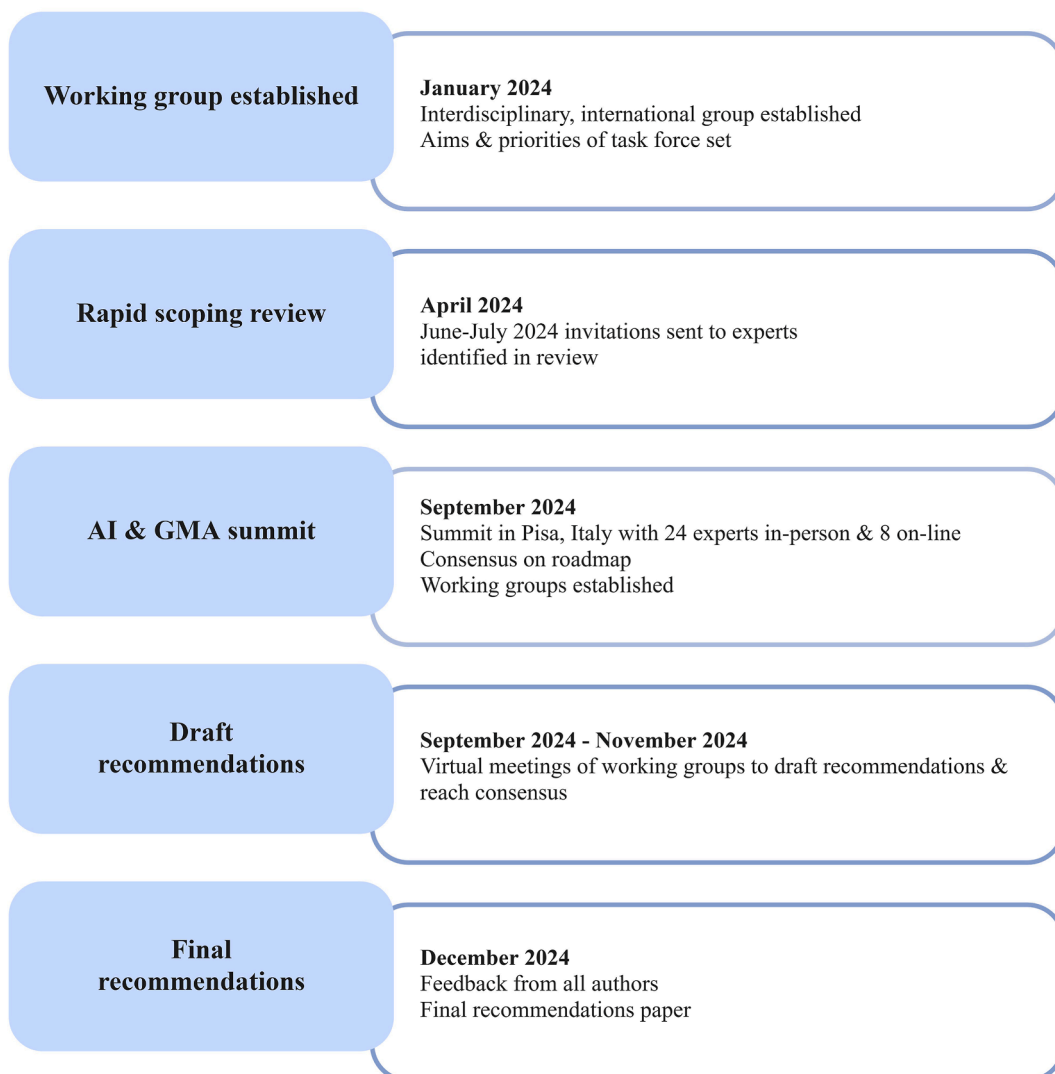 Working group established
January 2024
Interdisciplinary, international group established
Aims & priorities of task force set
Rapid scoping review
April 2024
June-July 2024 invitations sent to experts
identified in review
AI & GMA summit
September 2024
Summit in Pisa, Italy with 24 experts in-person & 8 on-line
Consensus on roadmap
Working groups established
Draft
recommendations
September 2024 - November 2024
Virtual meetings of working groups to draft recommendations &
reach consensus
Final
recommendations
December 2024
Feedback from all authors
Final recommendations paper